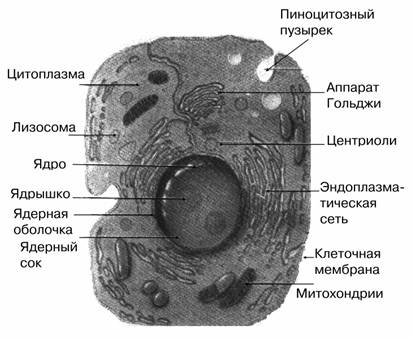 Пиноцитозный
пузырек
Цитоплазма
Аппарат
Гольджи
Лизосома
Центриоли
Ядро
Ядрышко
Эндоплазма-
тическая
сеть
Ядерная
оболочка
Ядерный
сок
Клеточная
мембрана
Митохондрии